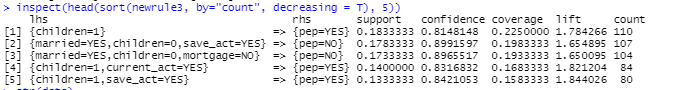 > inspect(head(sort(newrule3, by="count", decreasing = T), 5))
lhs rhs support confidence coverage lift count
[1] {children=1} => {pep=YES} 0.1833333 0.8148148 0.2250000 1.784266 110
[2] {married=YES,children=0,save_act=YES} => {pep=NO} 0.1783333 0.8991597 0.1983333 1.654895 107
[3] {married=YES,children=0,mortgage=NO} => {pep=NO} 0.1733333 0.8965517 0.1933333 1.650095 104
[4] {children=1,current_act=YES} => {pep=YES} 0.1400000 0.8316832 0.1683333 1.821204 84
[5] {children=1,save_act=YES} => {pep=YES} 0.1333333 0.8421053 0.1583333 1.844026 80